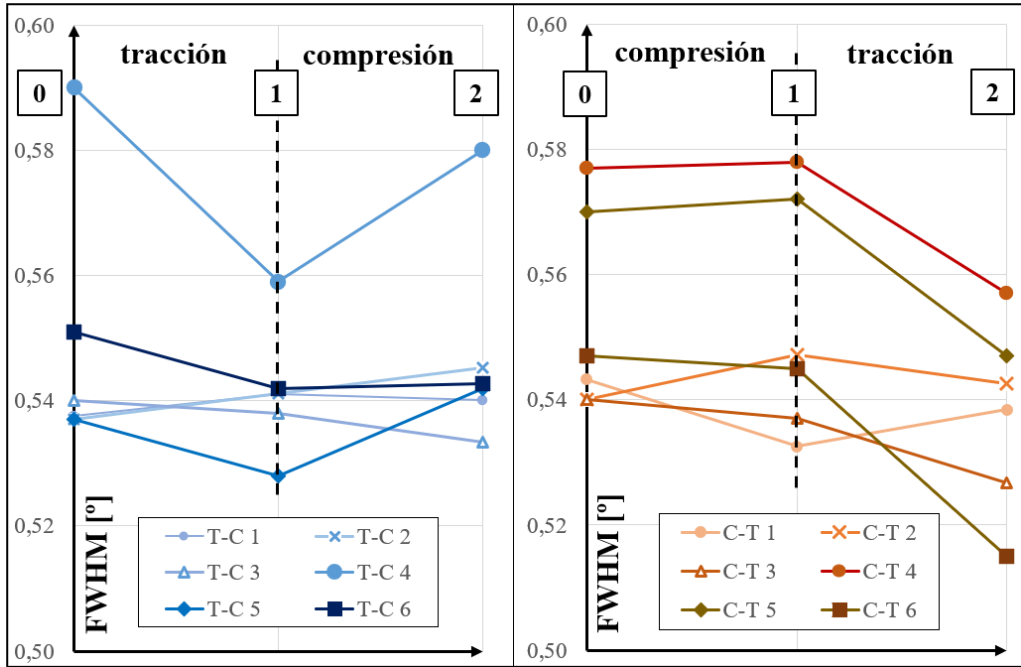 0,60
tracción compresión
0 1 2
0,58
0,56
0,54
0,52
0,50
FWHM [º]
T-C 1 T-C 2
T-C 3 T-C 4
T-C 5 T-C 6
0,60
compresión tracción
0 1 2
0,58
0,56
0,54
0,52
0,50
FWHM [º]
C-T 1 C-T 2
C-T 3 C-T 4
C-T 5 C-T 6